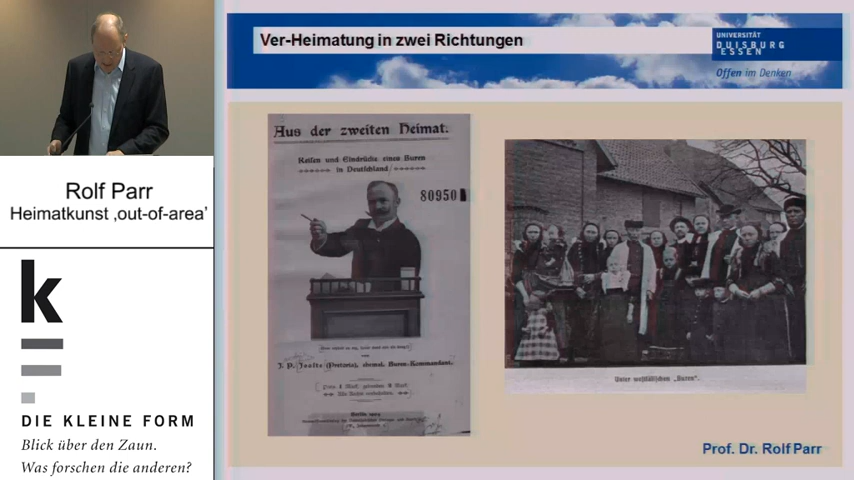 Rolf Parr
Heimatkunst ‚out-of-area’
k
DIE KLEINE FORM
Blick über den Zaun.
Was forschen die anderen?
Ver-Heimatung in zwei Richtungen
UNIVERSITÄT
DUISBURG
ESSEN
Offen im Denken
Aus der zweiten Heimat.
Reisen und Eindrücke eines Buren
in Deutschland
80950
J. P. (Pretoria), ehemal. Buren-Kommandant.
Unter westfälischen „Buren“.
Prof. Dr. Rolf Parr